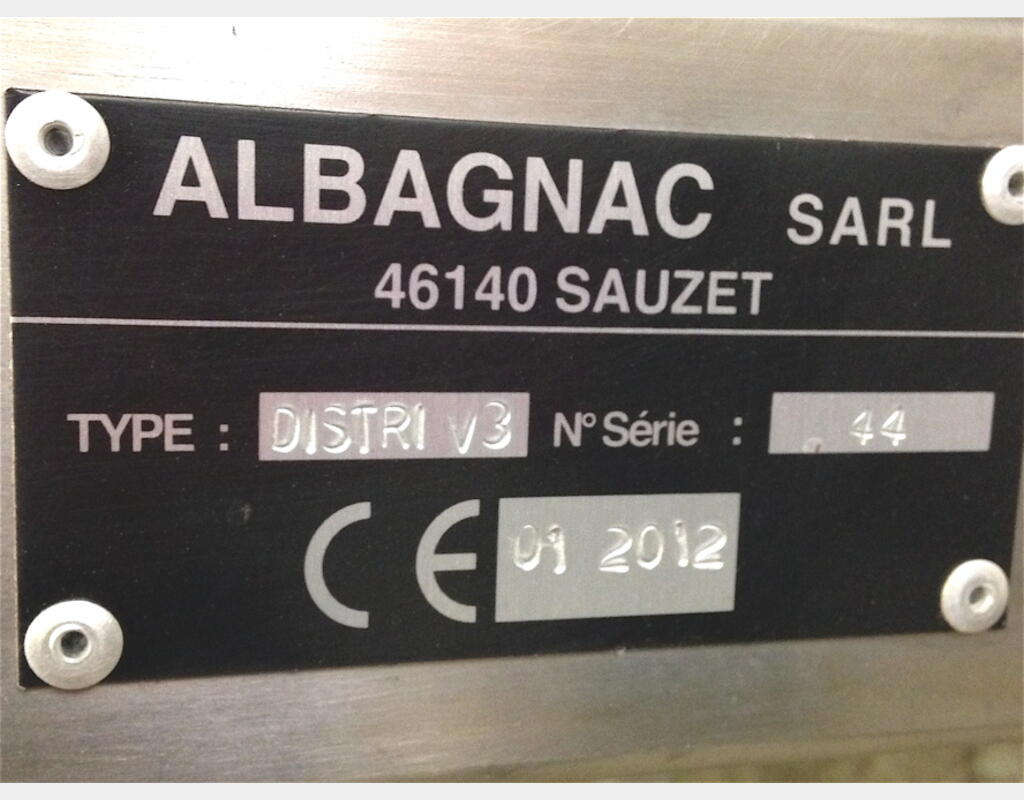 ALBAGNAC SARL
46140 SAUZET
TYPE : DISTRI V3 N° Série : 44
CE 01 2012